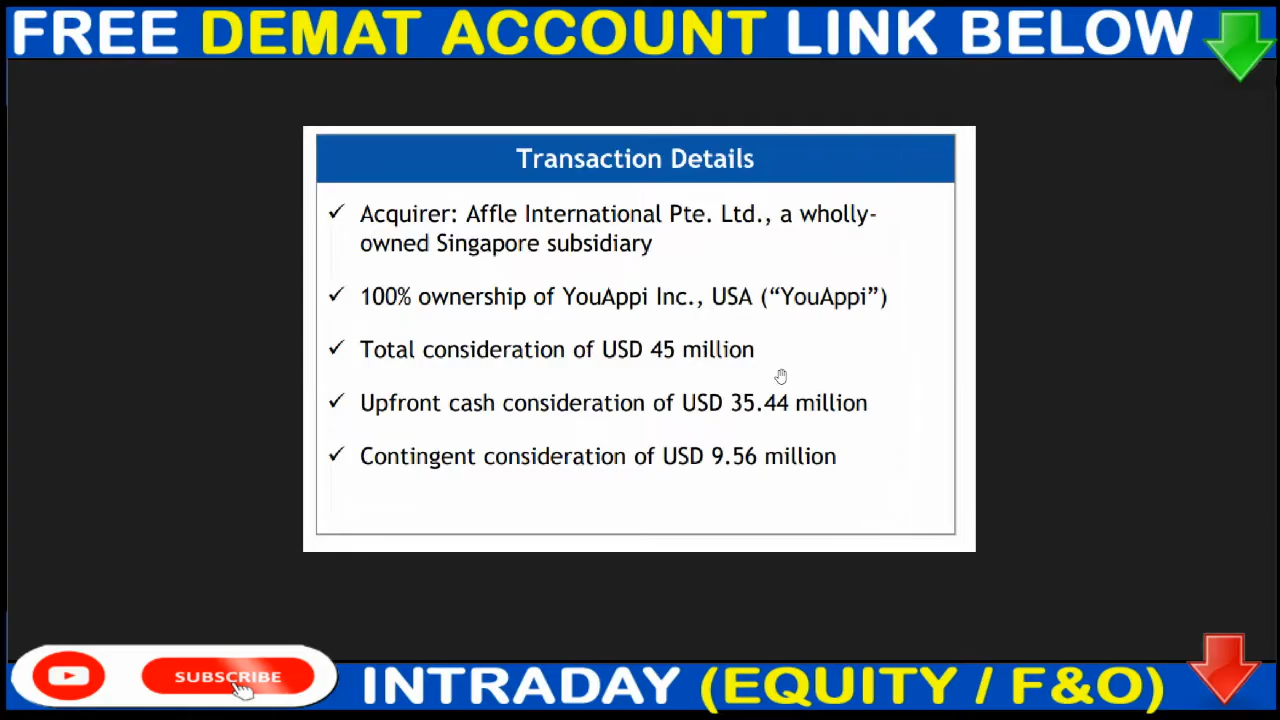 FREE DEMAT ACCOUNT LINK BELOW
Transaction Details
✓ Acquirer: Affle International Pte. Ltd., a wholly-
owned Singapore subsidiary
✓ 100% ownership of YouAppi Inc., USA (“YouAppi”)
✓ Total consideration of USD 45 million
✓ Upfront cash consideration of USD 35.44 million
✓ Contingent consideration of USD 9.56 million
SUBSCRIBE
INTRADAY (EQUITY / F&O)